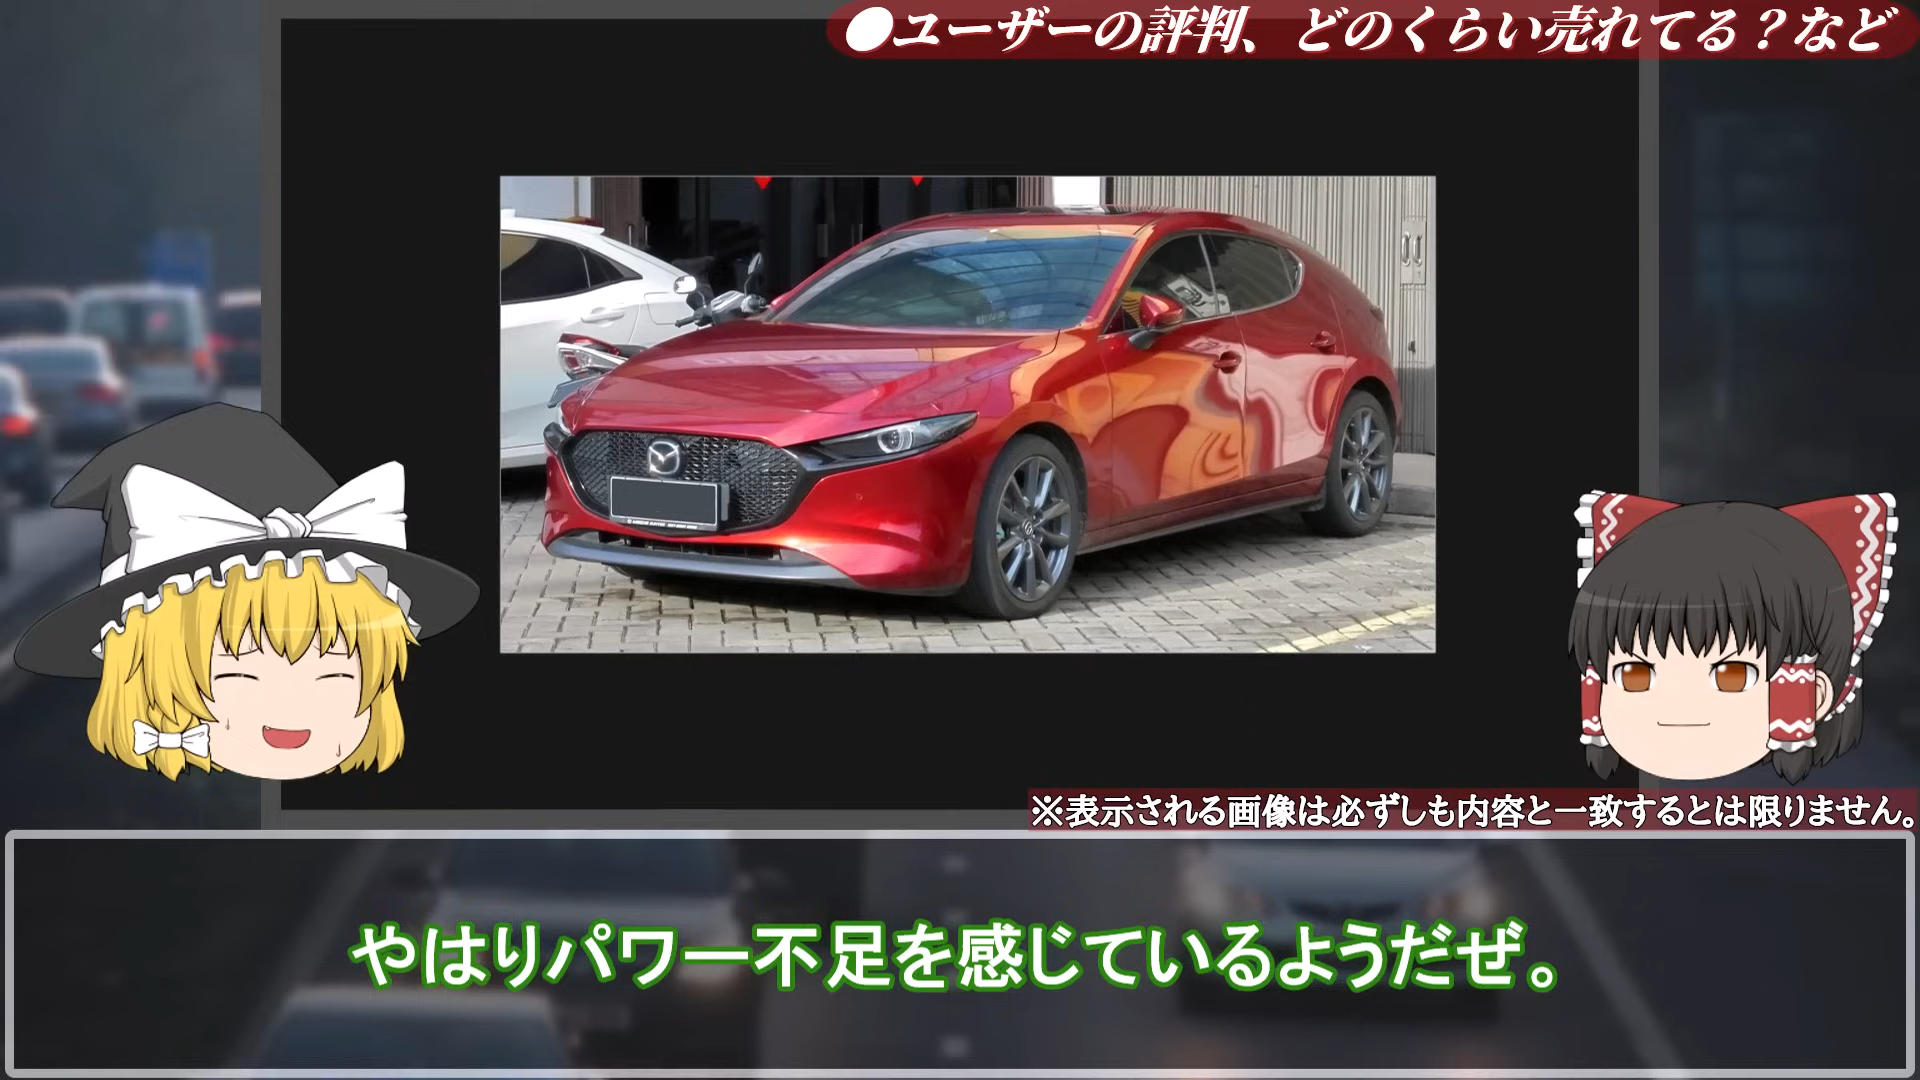 ●ユーザーの評判、どのくらい売れてる？など
※表示される画像は必ずしも内容と一致するとは限りません。
やはりパワー不足を感じているようだぜ。